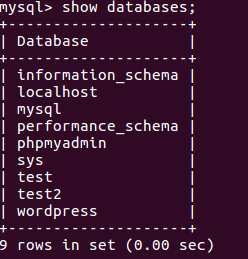 mysql> show databases;
+--------------------+
| Database           |
+--------------------+
| information_schema |
| localhost          |
| mysql              |
| performance_schema |
| phpmyadmin         |
| sys                |
| test               |
| test2              |
| wordpress          |
+--------------------+
9 rows in set (0.00 sec)